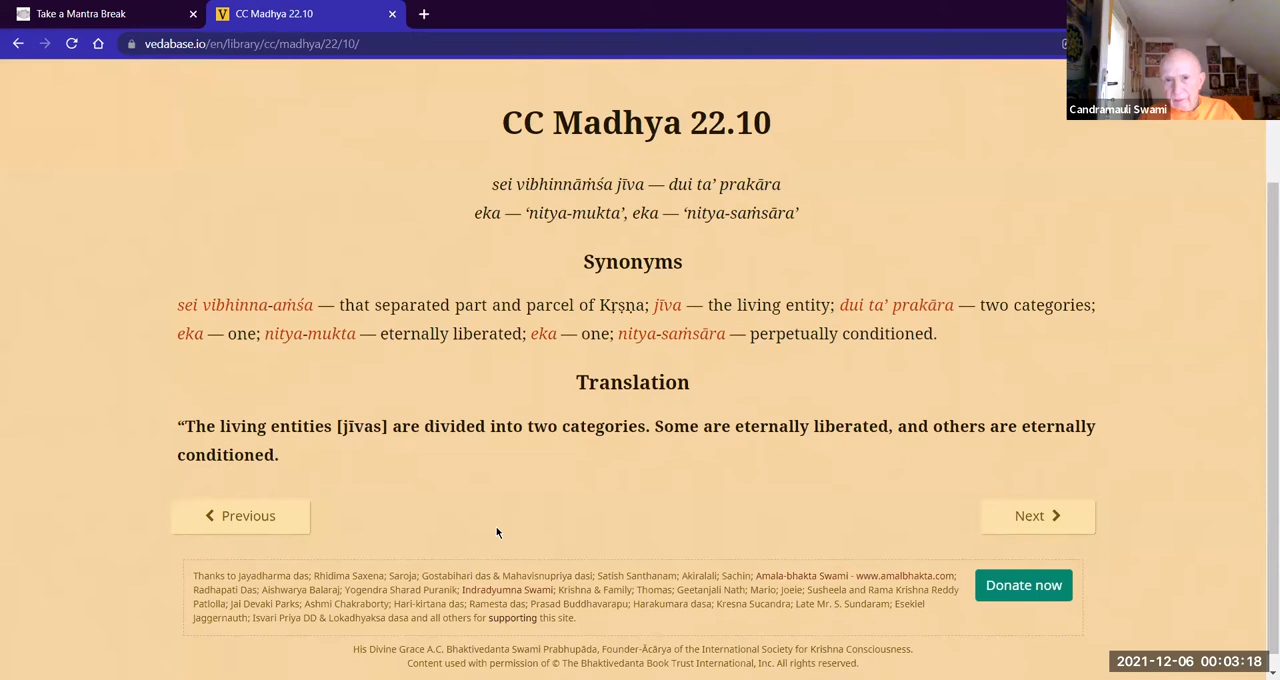 Take a Mantra Break
CC Madhya 22.10
vedabase.io/en/library/cc/madhya/22/10/
Candramauli Swami
CC Madhya 22.10
sei vibhinnāṁśa jīva — dui ta’ prakāra
eka — ‘nitya-mukta’, eka — ‘nitya-saṁsāra’
Synonyms
sei vibhinna-aṁśa — that separated part and parcel of Kṛṣṇa; jīva — the living entity; dui ta’ prakāra — two categories;
eka — one; nitya-mukta — eternally liberated; eka — one; nitya-saṁsāra — perpetually conditioned.
Translation
“The living entities [jīvas] are divided into two categories. Some are eternally liberated, and others are eternally
conditioned.
Previous
Next
Thanks to Jayadharma das; Rhidima Saxena; Saroja; Gostabihari das & Mahavisnupriya dasi; Satish Santhanam; Akiralali; Sachin; Amala-bhakta Swami - www.amalbhakta.com;
Radhapati Das; Aishwarya Balaraj; Yogendra Sharad Puranik; Indradyumna Swami; Krishna & Family; Thomas; Geetanjali Nath; Mario; Joeie; Susheela and Rama Krishna Reddy
Patlolla; Jai Devaki Parks; Ashmi Chakraborty; Hari-kirtana das; Ramesta das; Prasad Buddhavarapu; Harakumara dasa; Kresna Sucandra; Late Mr. S. Sundaram; Esekiel
Jaggernauth; Isvari Priya DD & Lokadhyaksa dasa and all others for supporting this site.
Donate now
His Divine Grace A.C. Bhaktivedanta Swami Prabhupāda, Founder-Ācārya of the International Society for Krishna Consciousness.
Content used with permission of © The Bhaktivedanta Book Trust International, Inc. All rights reserved.
2021-12-06 00:03:18